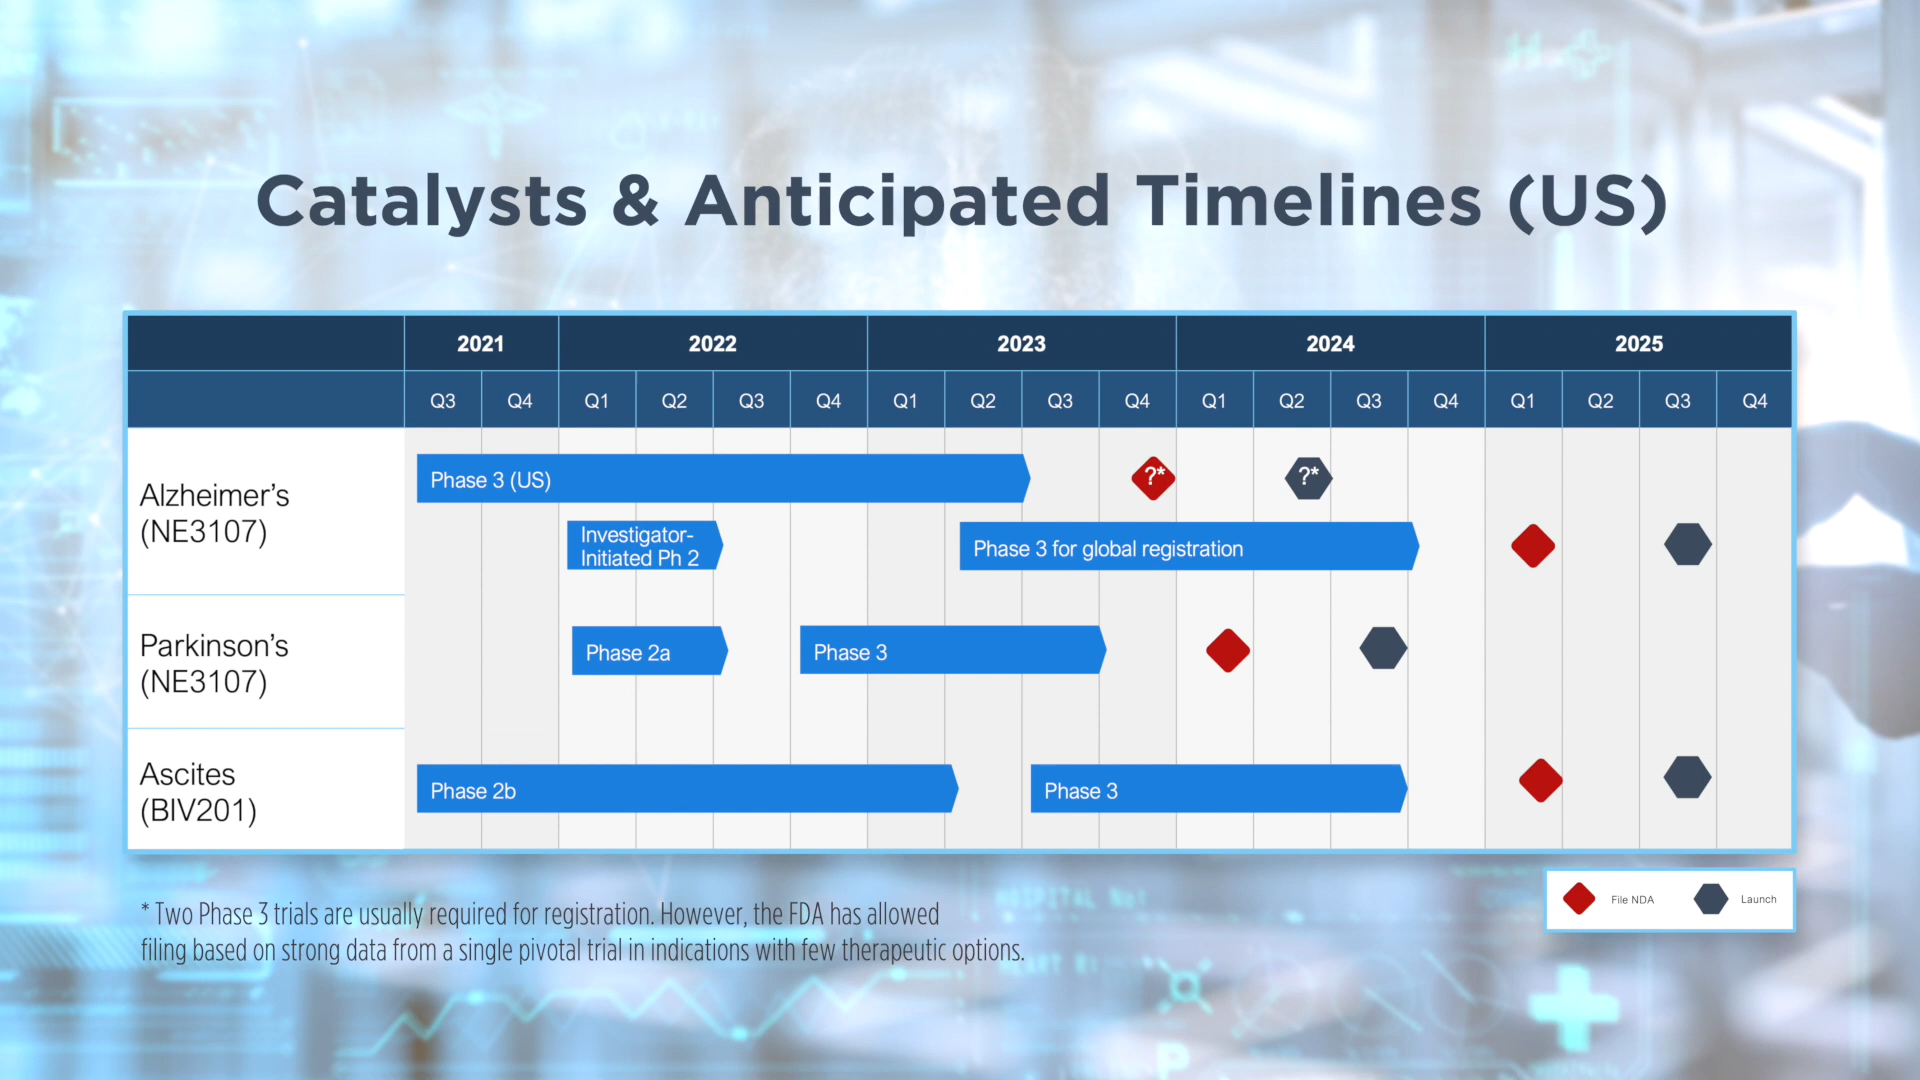 Catalysts & Anticipated Timelines (US)
2021 2022 2023 2024 2025
Q3 Q4 Q1 Q2 Q3 Q4 Q1 Q2 Q3 Q4 Q1 Q2 Q3 Q4 Q1 Q2 Q3 Q4
Alzheimer's
(NE3107)
Phase 3 (US)
?* ?*
Investigator-
Initiated Ph 2
Phase 3 for global registration
Parkinson's
(NE3107)
Phase 2a Phase 3
Ascites
(BIV201)
Phase 2b Phase 3
File NDA Launch
* Two Phase 3 trials are usually required for registration. However, the FDA has allowed
filing based on strong data from a single pivotal trial in indications with few therapeutic options.